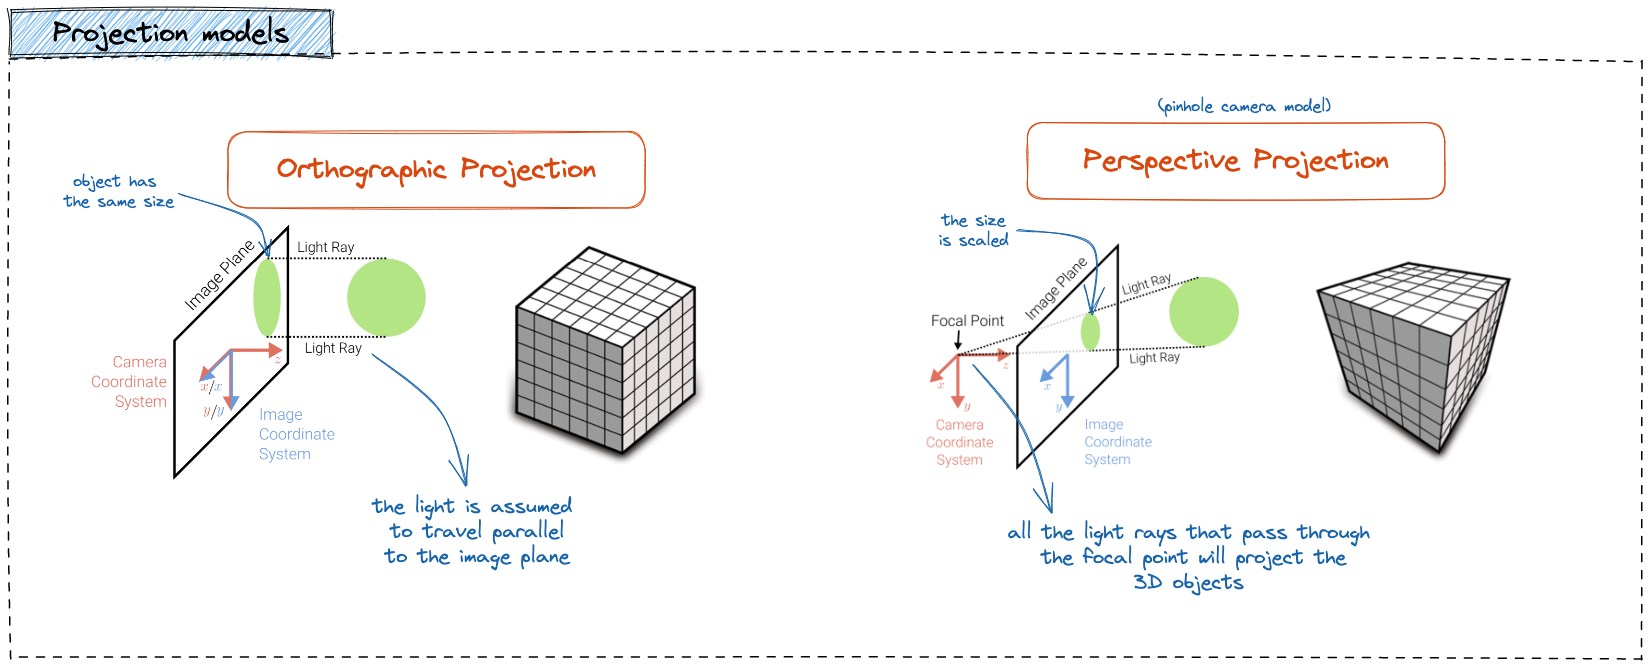 Projection models
Orthographic Projection
object has
the same size
Image Plane
Light Ray
Light Ray
z
x/x
y/y
Camera
Coordinate
System
Image
Coordinate
System
the light is assumed
to travel parallel
to the image plane
(pinhole camera model)
Perspective Projection
the size
is scaled
Image Plane
Light Ray
Focal Point
Light Ray
z
x
y
x
y
Camera
Coordinate
System
Image
Coordinate
System
all the light rays that pass through
the focal point will project the
3D objects